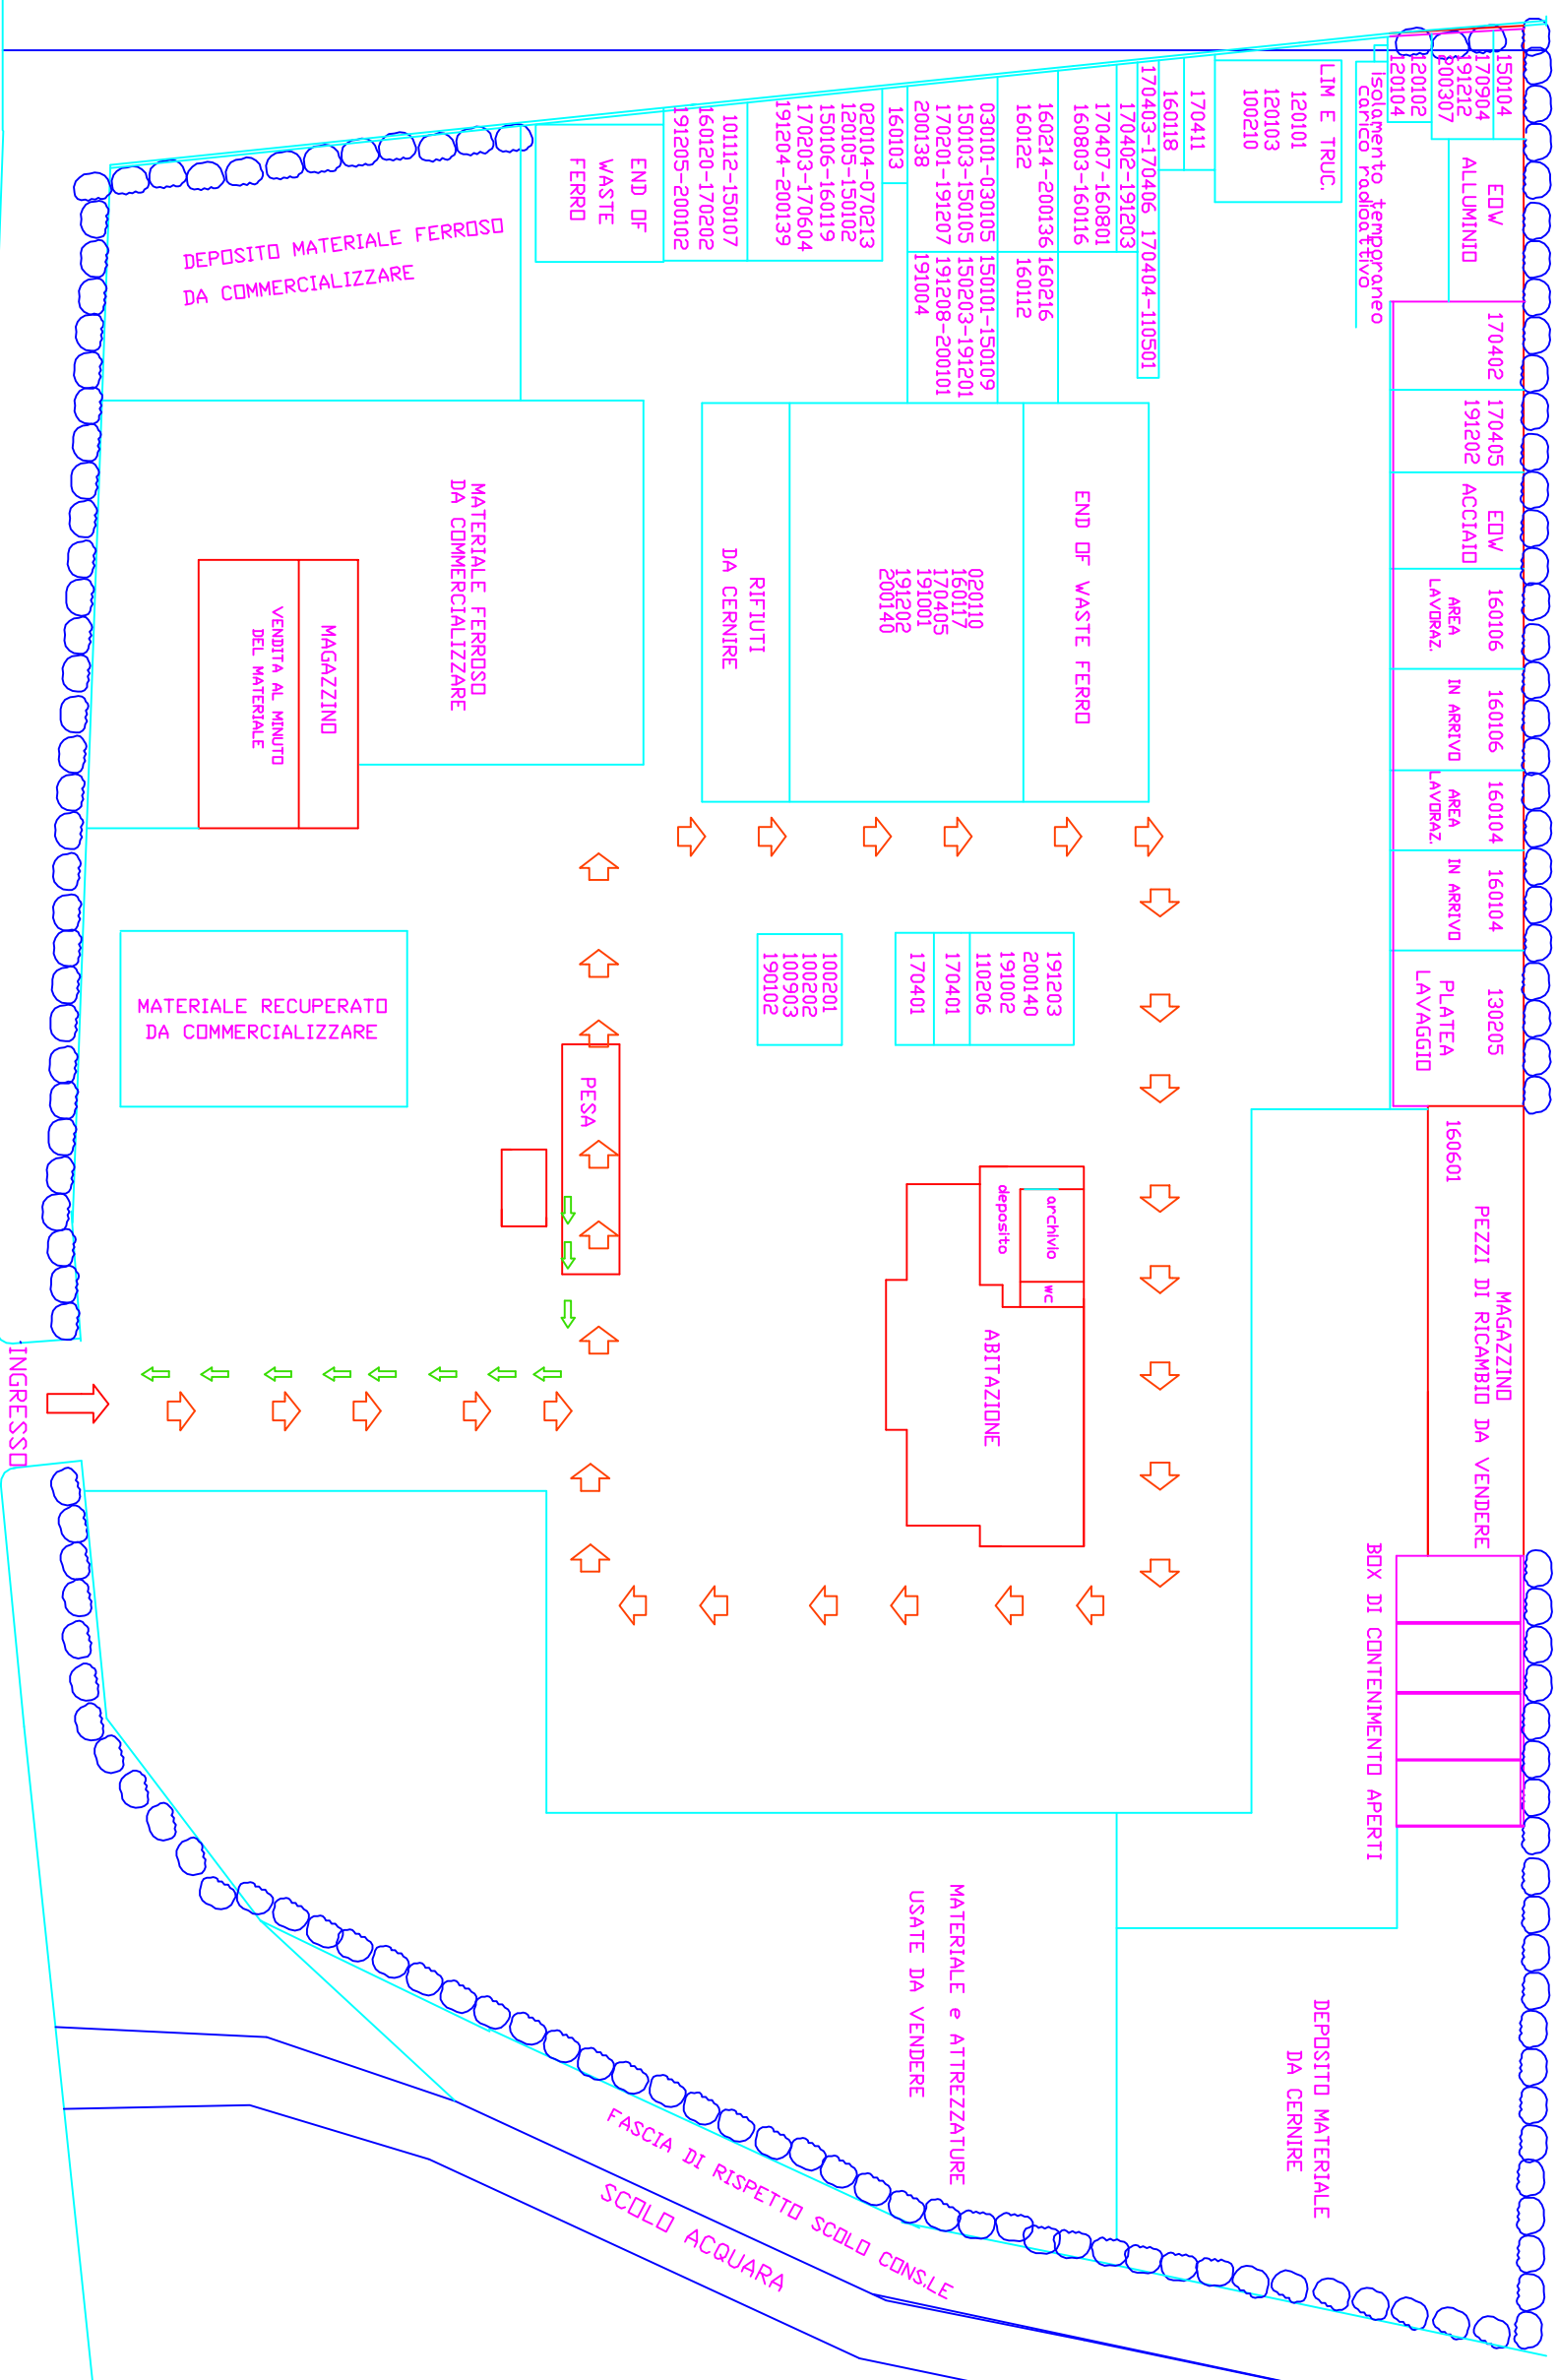 150104
170904
191212
200307
120102
120104
EOW
ALLUMINIO
isolamento temporaneo
carico radioattivo
LIM E TRUC.
120101
120103
100210
170411
160118
170403-170406 170404-110501
170402-191203
170407-160801
160803-160116
160214-200136
160122
160216
160112
030101-030105
150103-150105
170201-191207
200138
150101-150109
150203-191201
191208-200101
191004
160103
020104-070213
120105-150102
150106-160119
170203-170604
191204-200139
101112-150107
160120-170202
191205-200102
END OF
WASTE
FERRO
DEPOSITO MATERIALE FERROSO
DA COMMERCIALIZZARE
170402
170405
191202
EOW
ACCIAIO
160106
AREA
LAVORAZ.
160106
IN ARRIVO
160104
AREA
LAVORAZ.
160104
IN ARRIVO
130205
PLATEA
LAVAGGIO
END OF WASTE FERRO
020110
160117
170405
191001
191202
200140
RIFIUTI
DA CERNIRE
MATERIALE FERROSO
DA COMMERCIALIZZARE
MAGAZZINO
VENDITA AL MINUTO
DEL MATERIALE
191203
200140
191002
110206
170401
170401
100201
100202
100903
190102
MATERIALE RECUPERATO
DA COMMERCIALIZZARE
PESA
160601
MAGAZZINO
PEZZI DI RICAMBIO DA VENDERE
archivio
deposito
wc
ABITAZIONE
INGRESSO
BOX DI CONTENIMENTO APERTI
MATERIALE e ATTREZZATURE
USATE DA VENDERE
DEPOSITO MATERIALE
DA CERNIRE
FASCIA DI RISPETTO SCOLO CONS.LE
SCOLO ACQUARA